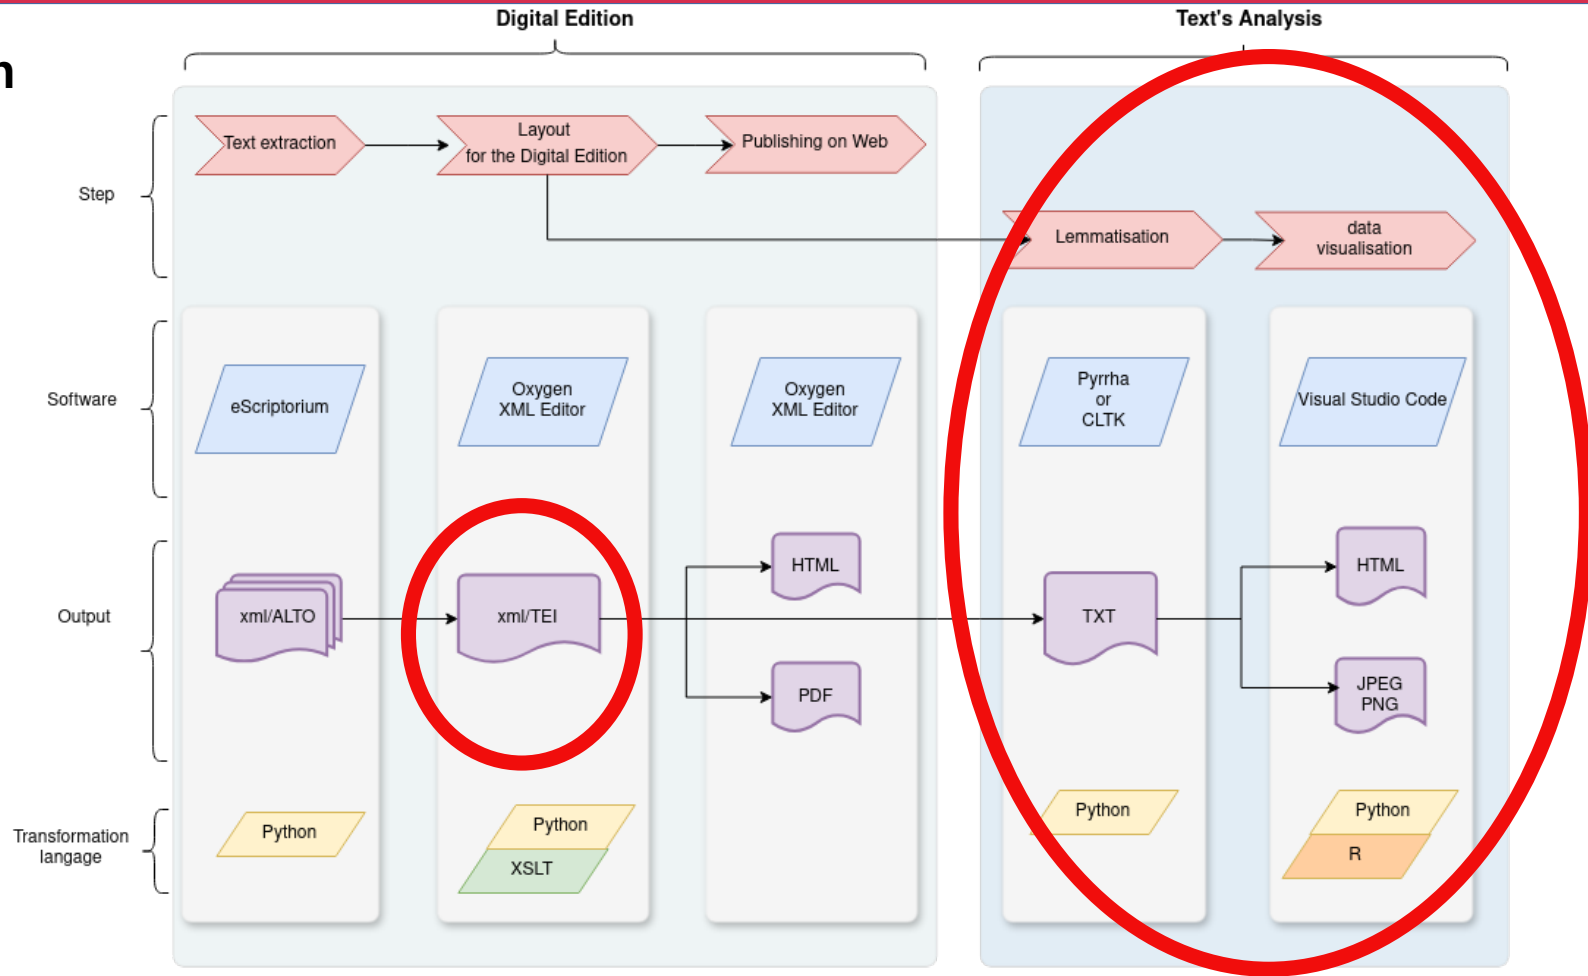 Digital Edition
Text's Analysis
n
Step
Text extraction
Layout
for the Digital Edition
Publishing on Web
Lemmatisation
data
visualisation
Software
eScriptorium
Oxygen
XML Editor
Oxygen
XML Editor
Pyrrha
or
CLTK
Visual Studio Code
Output
xml/ALTO
xml/TEI
HTML
PDF
TXT
HTML
JPEG
PNG
Transformation
langage
Python
Python
XSLT
Python
Python
R